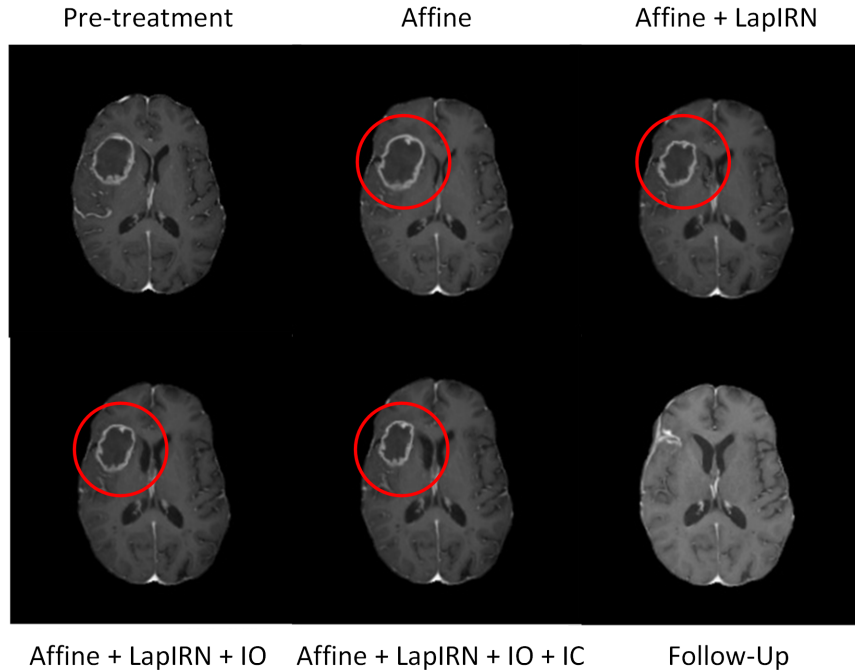 Pre-treatment
Affine
Affine + LapIRN
Affine + LapIRN + IO
Affine + LapIRN + IO + IC
Follow-Up